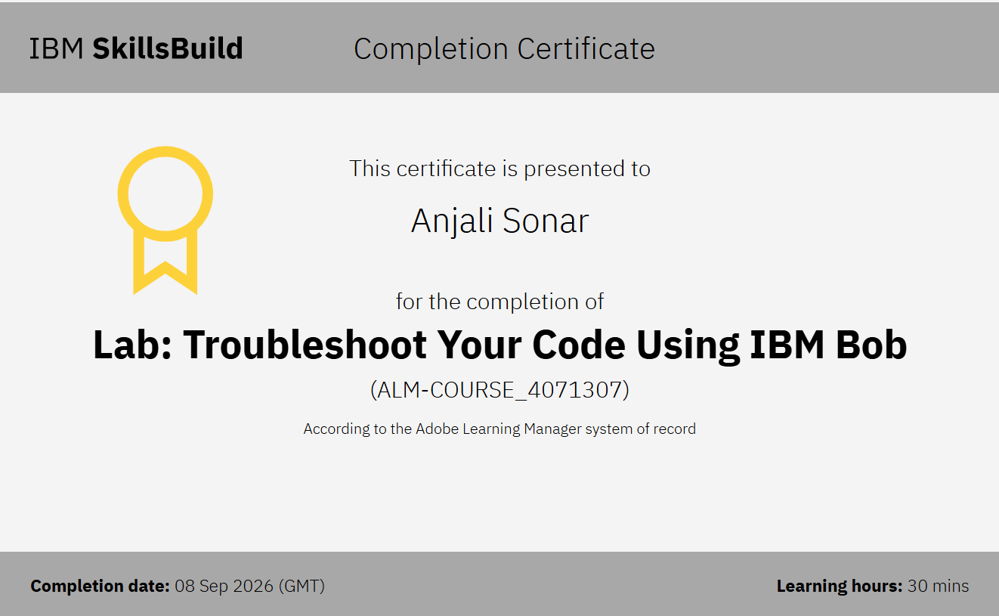 IBM SkillsBuild
Completion Certificate
This certificate is presented to
Anjali Sonar
for the completion of
Lab: Troubleshoot Your Code Using IBM Bob
(ALM-COURSE_4071307)
According to the Adobe Learning Manager system of record
Completion date: 08 Sep 2026 (GMT)
Learning hours: 30 mins